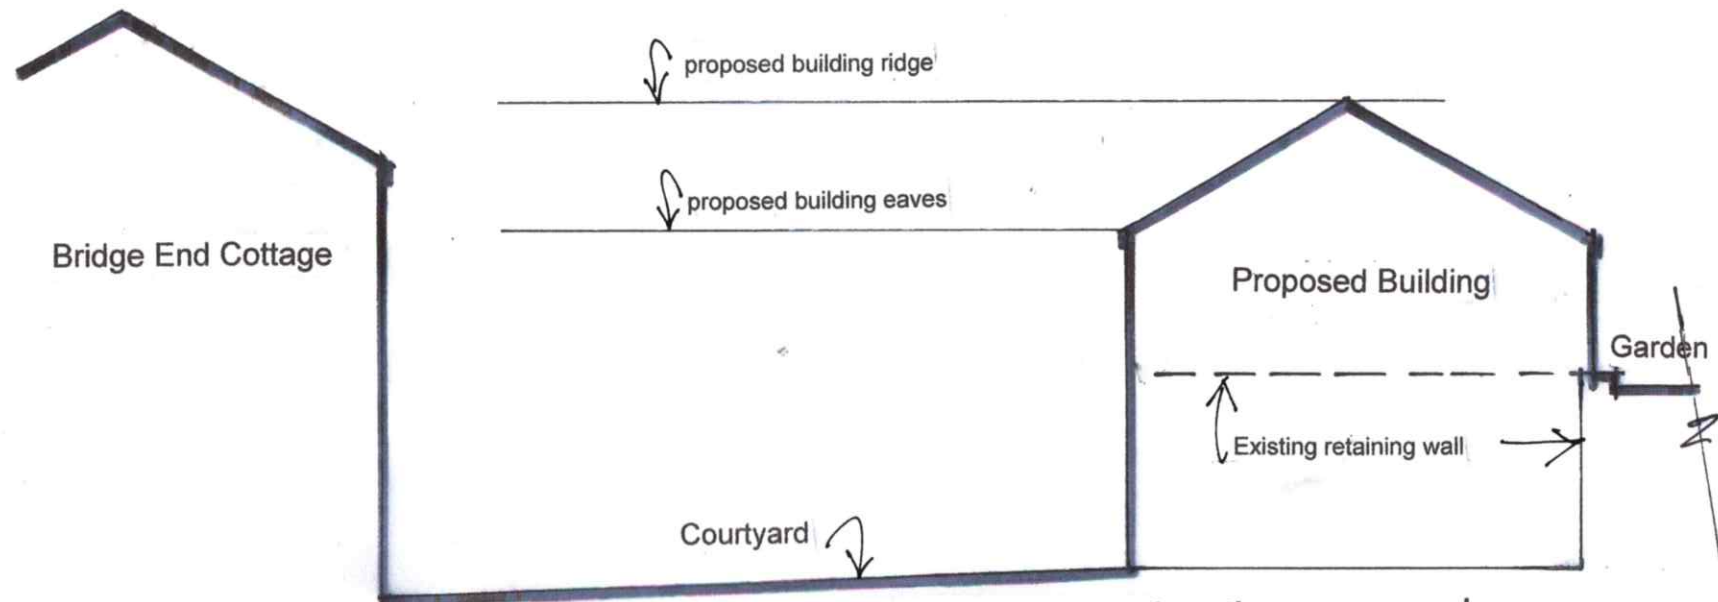 proposed building ridge
proposed building eaves
Bridge End Cottage
Proposed Building
Garden
Existing retaining wall
Courtyard